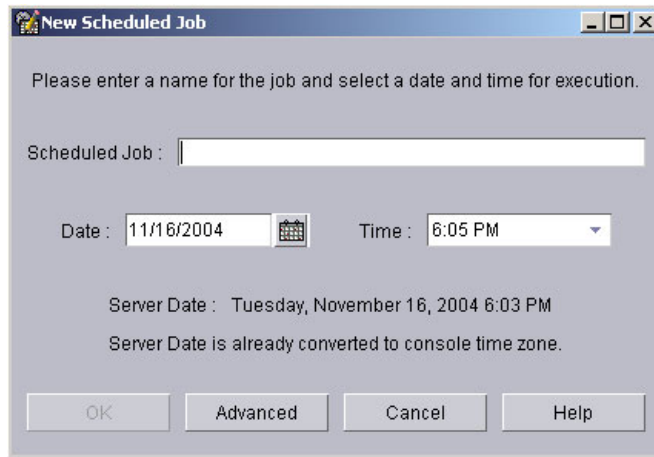 New Scheduled Job
Please enter a name for the job and select a date and time for execution.
Scheduled Job :
Date : 11/16/2004 Time : 6:05 PM
Server Date : Tuesday, November 16, 2004 6:03 PM
Server Date is already converted to console time zone.
OK Advanced Cancel Help